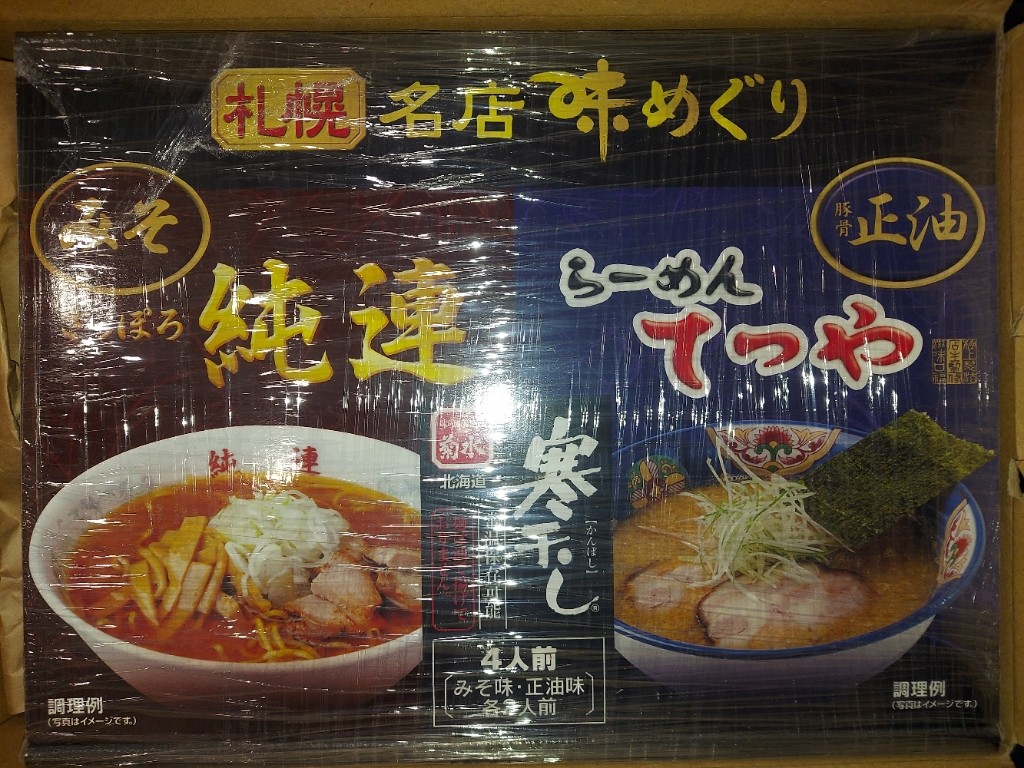 札幌 名店 味めぐり
みそ
豚骨 正油
さっぽろ 純連
らーめん
てつや
純 連
菊水
北海道
寒干し®
「かんぼし」
4人前
みそ味・正油味
各2人前
調理例
(写真はイメージです。)
調理例
(写真はイメージです。)